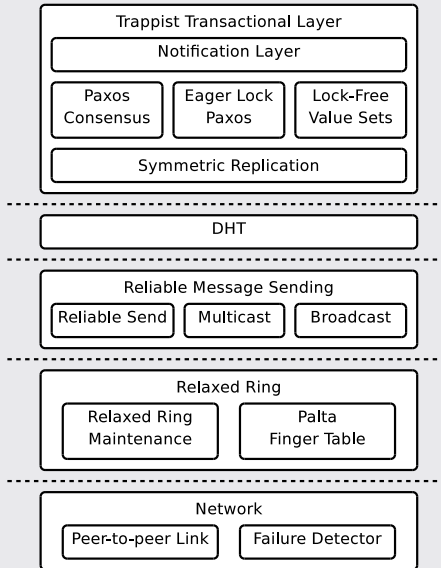 Trappist Transactional Layer
Notification Layer
Paxos
Consensus
Eager Lock
Paxos
Lock-Free
Value Sets
Symmetric Replication
DHT
Reliable Message Sending
Reliable Send
Multicast
Broadcast
Relaxed Ring
Relaxed Ring
Maintenance
Palta
Finger Table
Network
Peer-to-peer Link
Failure Detector